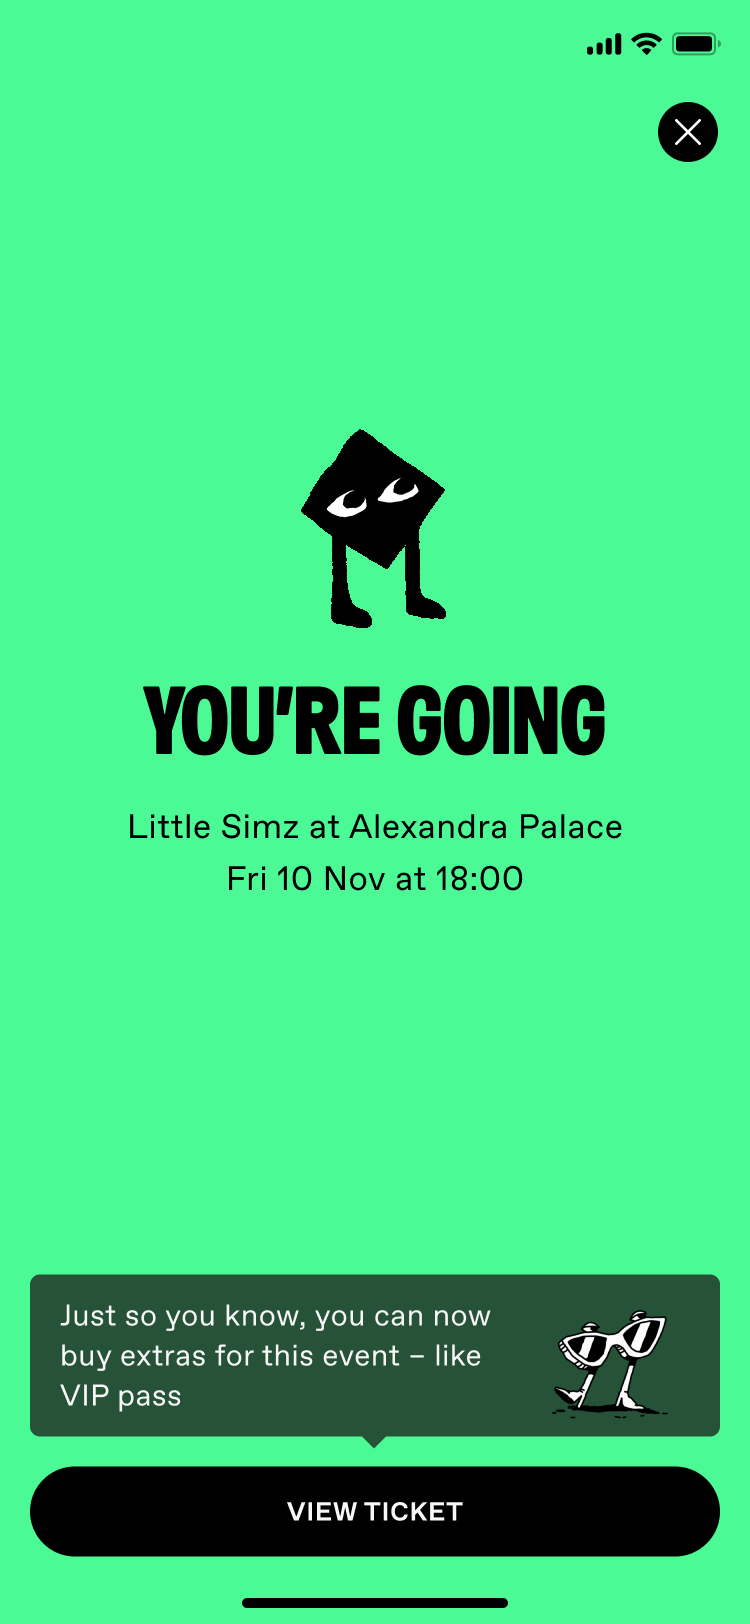 YOU'RE GOING
Little Simz at Alexandra Palace
Fri 10 Nov at 18:00
Just so you know, you can now
buy extras for this event – like
VIP pass
VIEW TICKET